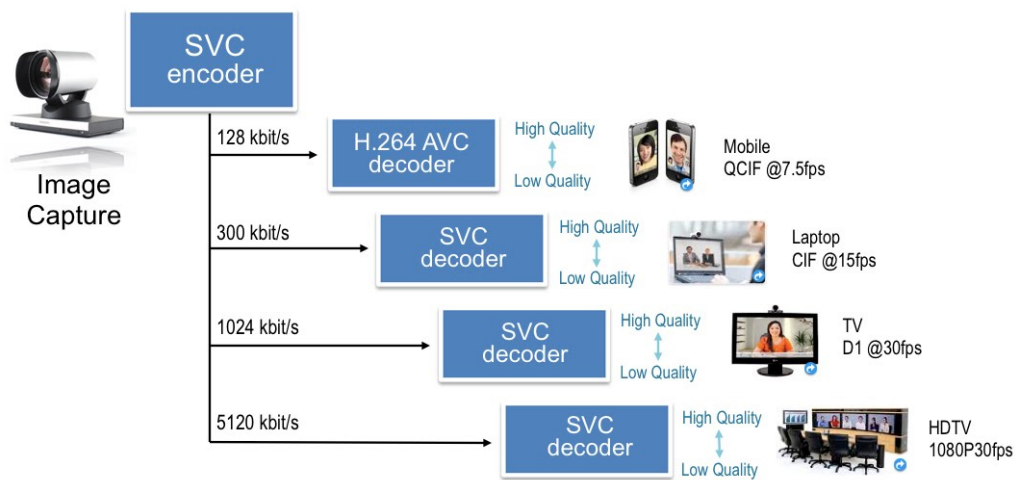 SVC
encoder
Image
Capture
128 kbit/s
H.264 AVC
decoder
High Quality
Low Quality
Mobile
QCIF @7.5fps
300 kbit/s
SVC
decoder
High Quality
Low Quality
Laptop
CIF @15fps
1024 kbit/s
SVC
decoder
High Quality
Low Quality
TV
D1 @30fps
5120 kbit/s
SVC
decoder
High Quality
Low Quality
HDTV
1080P30fps